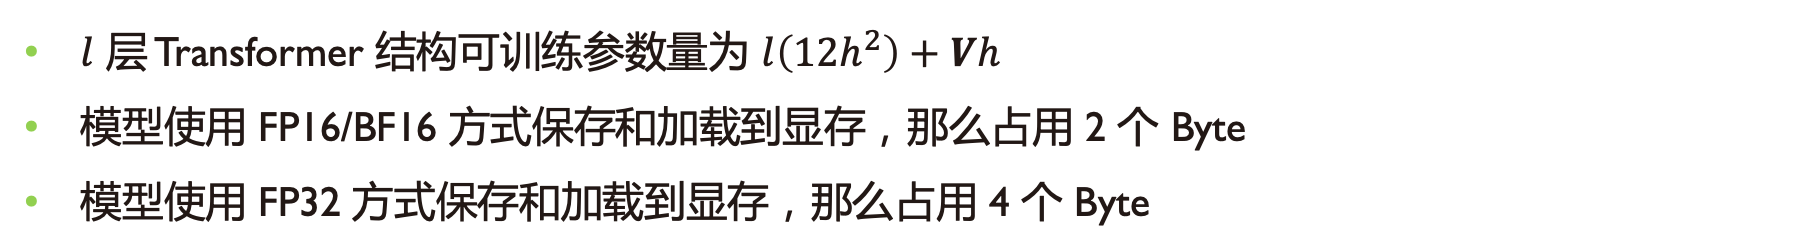 • l 层 Transformer 结构可训练参数量为 l(12h²) + Vh
• 模型使用 FP16/BF16 方式保存和加载到显存，那么占用 2 个 Byte
• 模型使用 FP32 方式保存和加载到显存，那么占用 4 个 Byte